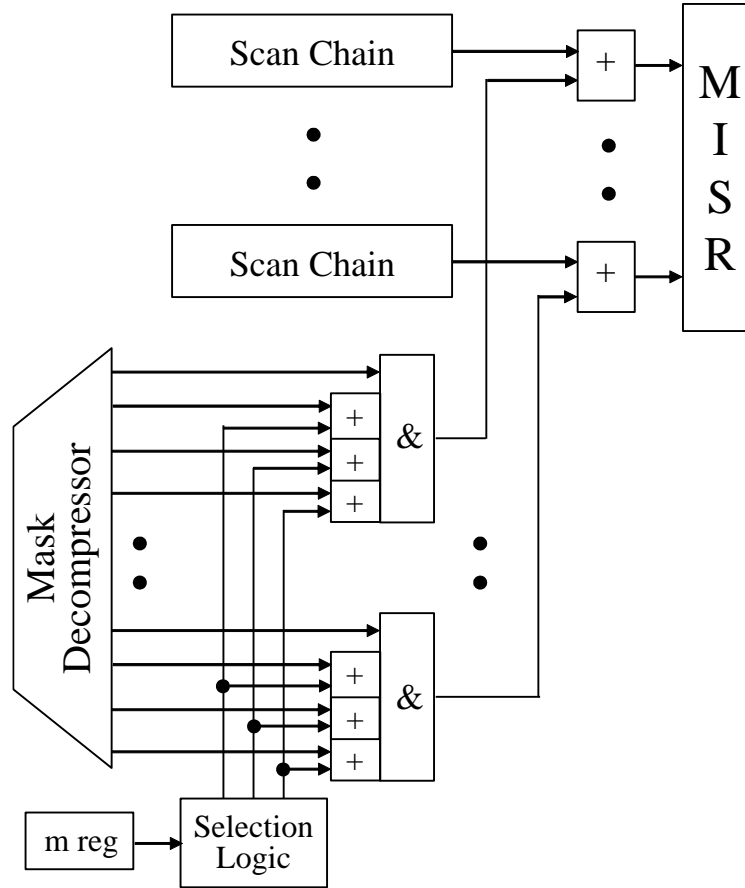 Scan Chain
+
M
I
S
R
Scan Chain
+
+
+
+
&
Mask
Decompressor
+
+
+
&
m reg
Selection
Logic